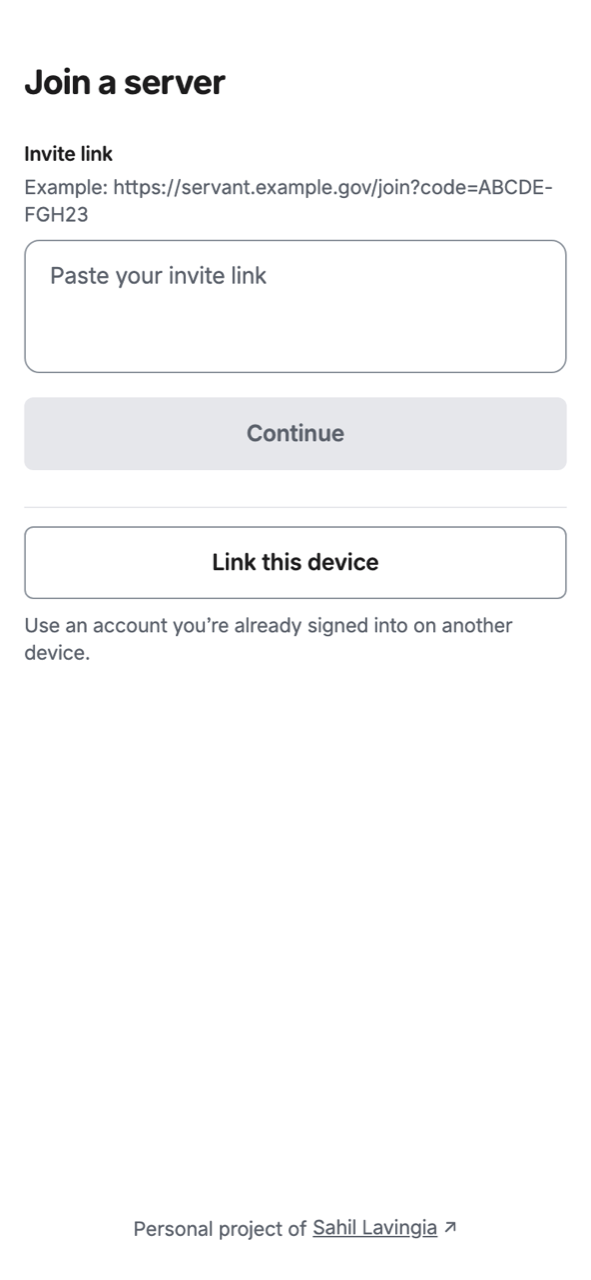 Join a server
Invite link
Example: https://servant.example.gov/join?code=ABCDE-
FGH23
Paste your invite link
Continue
Link this device
Use an account you’re already signed into on another
device.
Personal project of Sahil Lavingia ↗